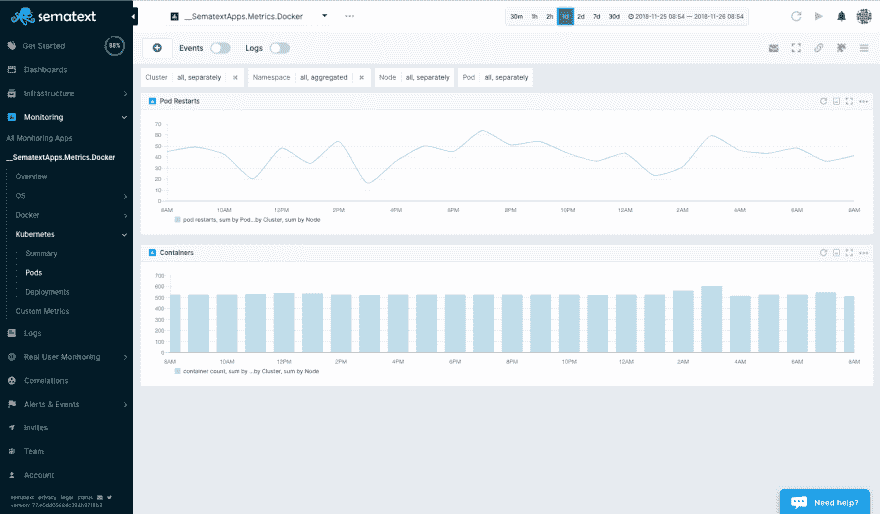 sematext
__SematextApps.Metrics.Docker
30m 1h 2h 1d 2d 7d 30d 2018-11-25 08:54 — 2018-11-26 08:54
Get Started 88%
Events Logs
Dashboards
Cluster all, separately × Namespace all, aggregated × Node all, separately Pod all, separately
Infrastructure
Pod Restarts
Monitoring
All Monitoring Apps
__SematextApps.Metrics.Docker
Overview
OS
Docker
Kubernetes
Summary
Pods
Deployments
Custom Metrics
Logs
Real User Monitoring
Correlations
Alerts & Events
Invites
Team
Account
70
60
50
40
30
20
10
0
8AM 10AM 12PM 2PM 4PM 6PM 8PM 10PM 12AM 2AM 4AM 6AM 8AM
pod restarts, sum by Pod...by Cluster, sum by Node
Containers
700
600
500
400
300
200
100
0
8AM 10AM 12PM 2PM 4PM 6PM 8PM 10PM 12AM 2AM 4AM 6AM 8AM
container count, sum by ...by Cluster, sum by Node
Need help?